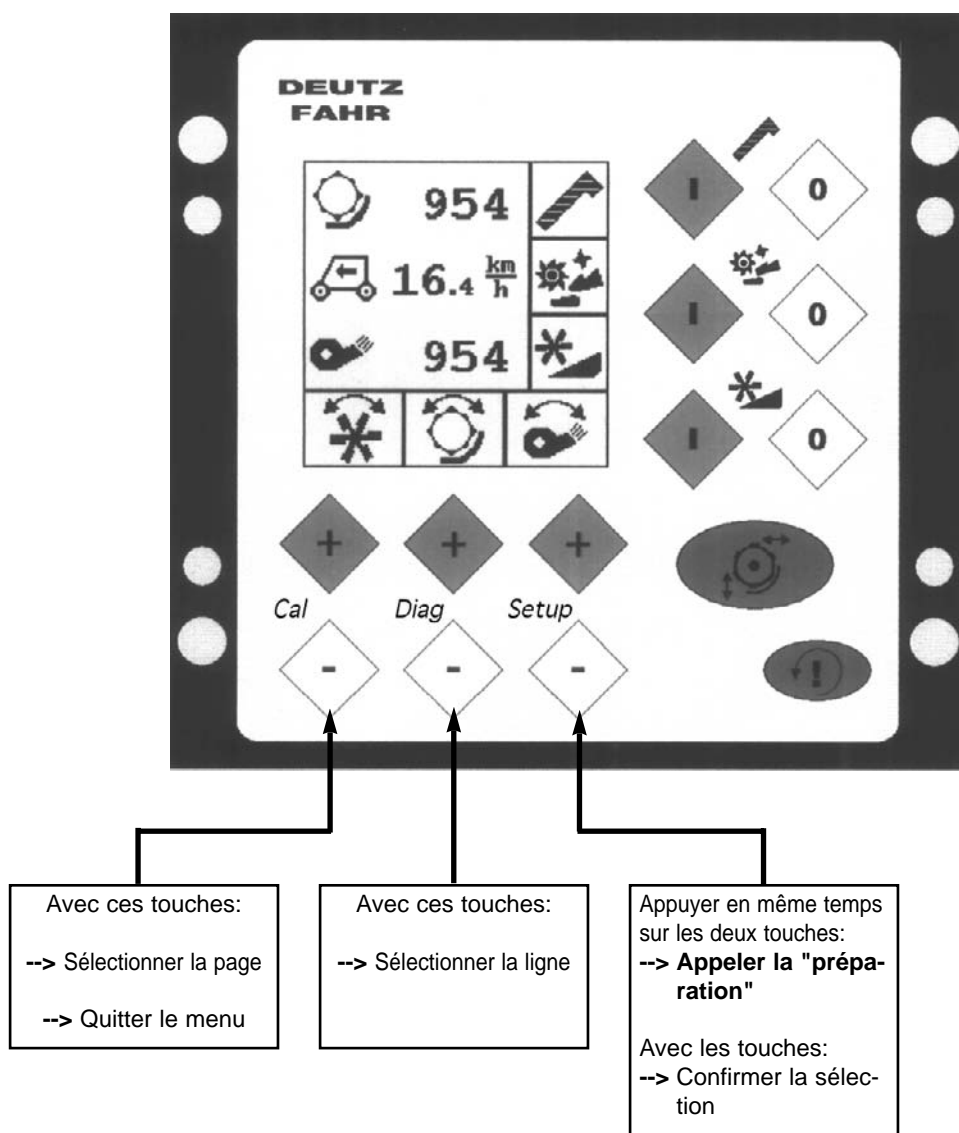 DEUTZ
FAHR
954
16.4 km/h
954
I 0
I 0
I 0
+ + +
Cal Diag Setup
- - -
!
Avec ces touches:
--> Sélectionner la page
--> Quitter le menu
Avec ces touches:
--> Sélectionner la ligne
Appuyer en même temps
sur les deux touches:
--> Appeler la "prépa-
ration"
Avec les touches:
--> Confirmer la sélec-
tion